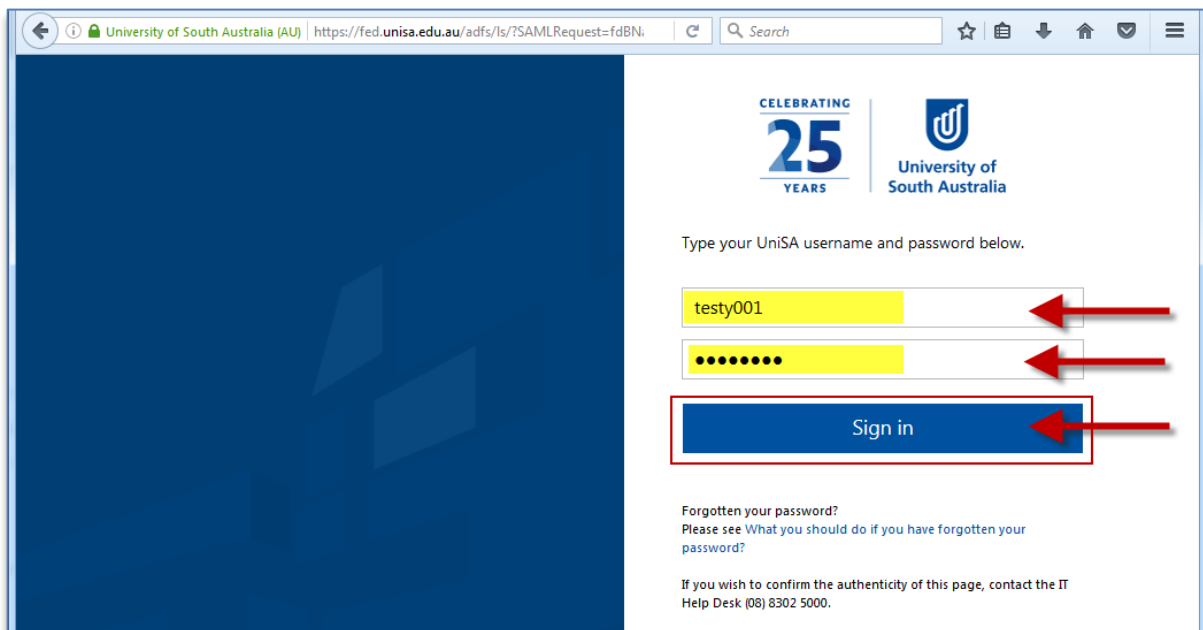 University of South Australia (AU) https://fed.unisa.edu.au/adfs/ls/?SAMLRequest=fdBN Search
CELEBRATING
25
YEARS
University of
South Australia
Type your UniSA username and password below.
testy001
••••••••
Sign in
Forgotten your password?
Please see What you should do if you have forgotten your
password?
If you wish to confirm the authenticity of this page, contact the IT
Help Desk (08) 8302 5000.